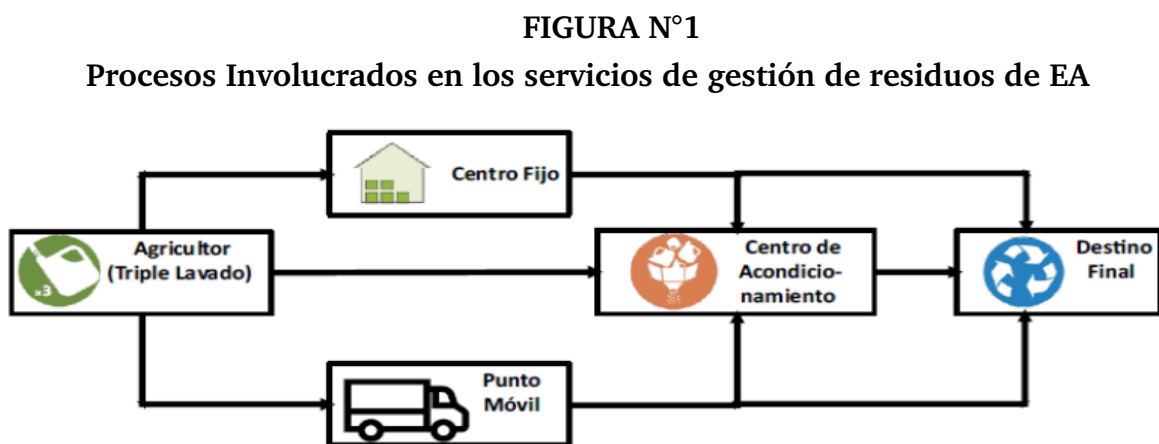 FIGURA N°1
Procesos Involucrados en los servicios de gestión de residuos de EA
Centro Fijo
Agricultor
(Triple Lavado)
×3
Centro de
Acondicio-
namiento
Destino
Final
Punto
Móvil